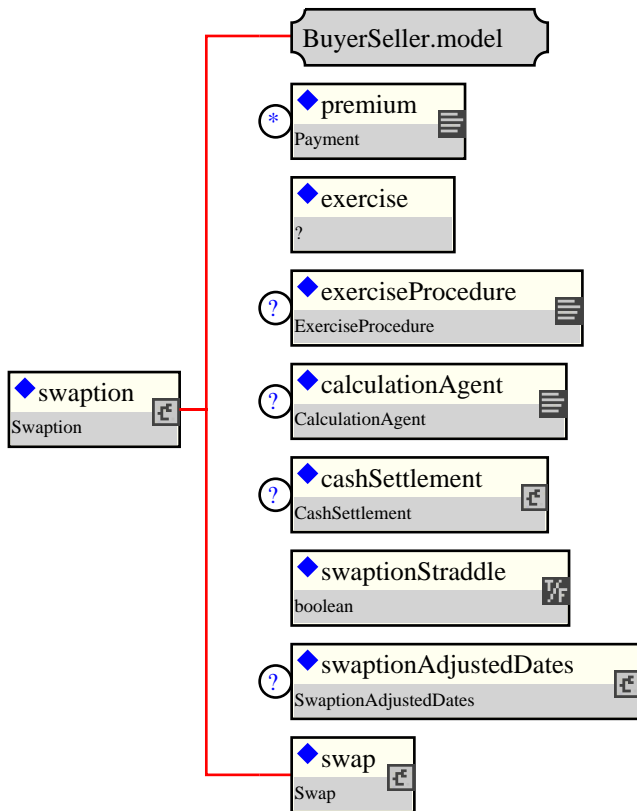 BuyerSeller.model
*
premium
Payment
exercise
?
?
exerciseProcedure
ExerciseProcedure
swaption
Swaption
?
calculationAgent
CalculationAgent
?
cashSettlement
CashSettlement
swaptionStraddle
boolean
T/F
?
swaptionAdjustedDates
SwaptionAdjustedDates
swap
Swap